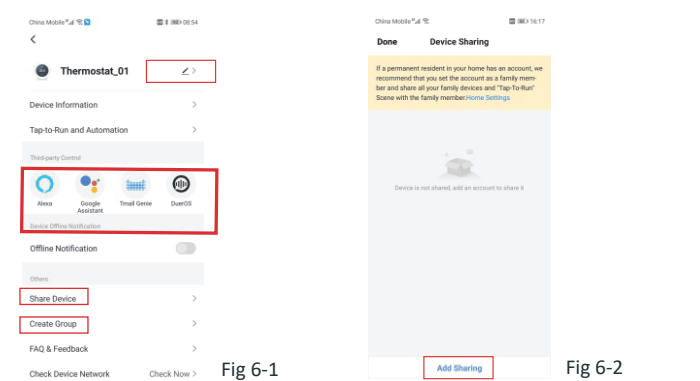 China Mobile 08:54
Thermostat_01
Device Information
Tap-to-Run and Automation
Third-party Control
Alexa
Google Assistant
Tmall Genie
DuerOS
Device Offline Notification
Offline Notification
Others
Share Device
Create Group
FAQ & Feedback
Check Device Network Check Now
Fig 6-1
China Mobile 16:17
Done Device Sharing
If a permanent resident in your home has an account, we
recommend that you set the account as a family mem-
ber and share all your family devices and "Tap-To-Run"
Scene with the family member.Home Settings
Device is not shared, add an account to share it
Add Sharing
Fig 6-2